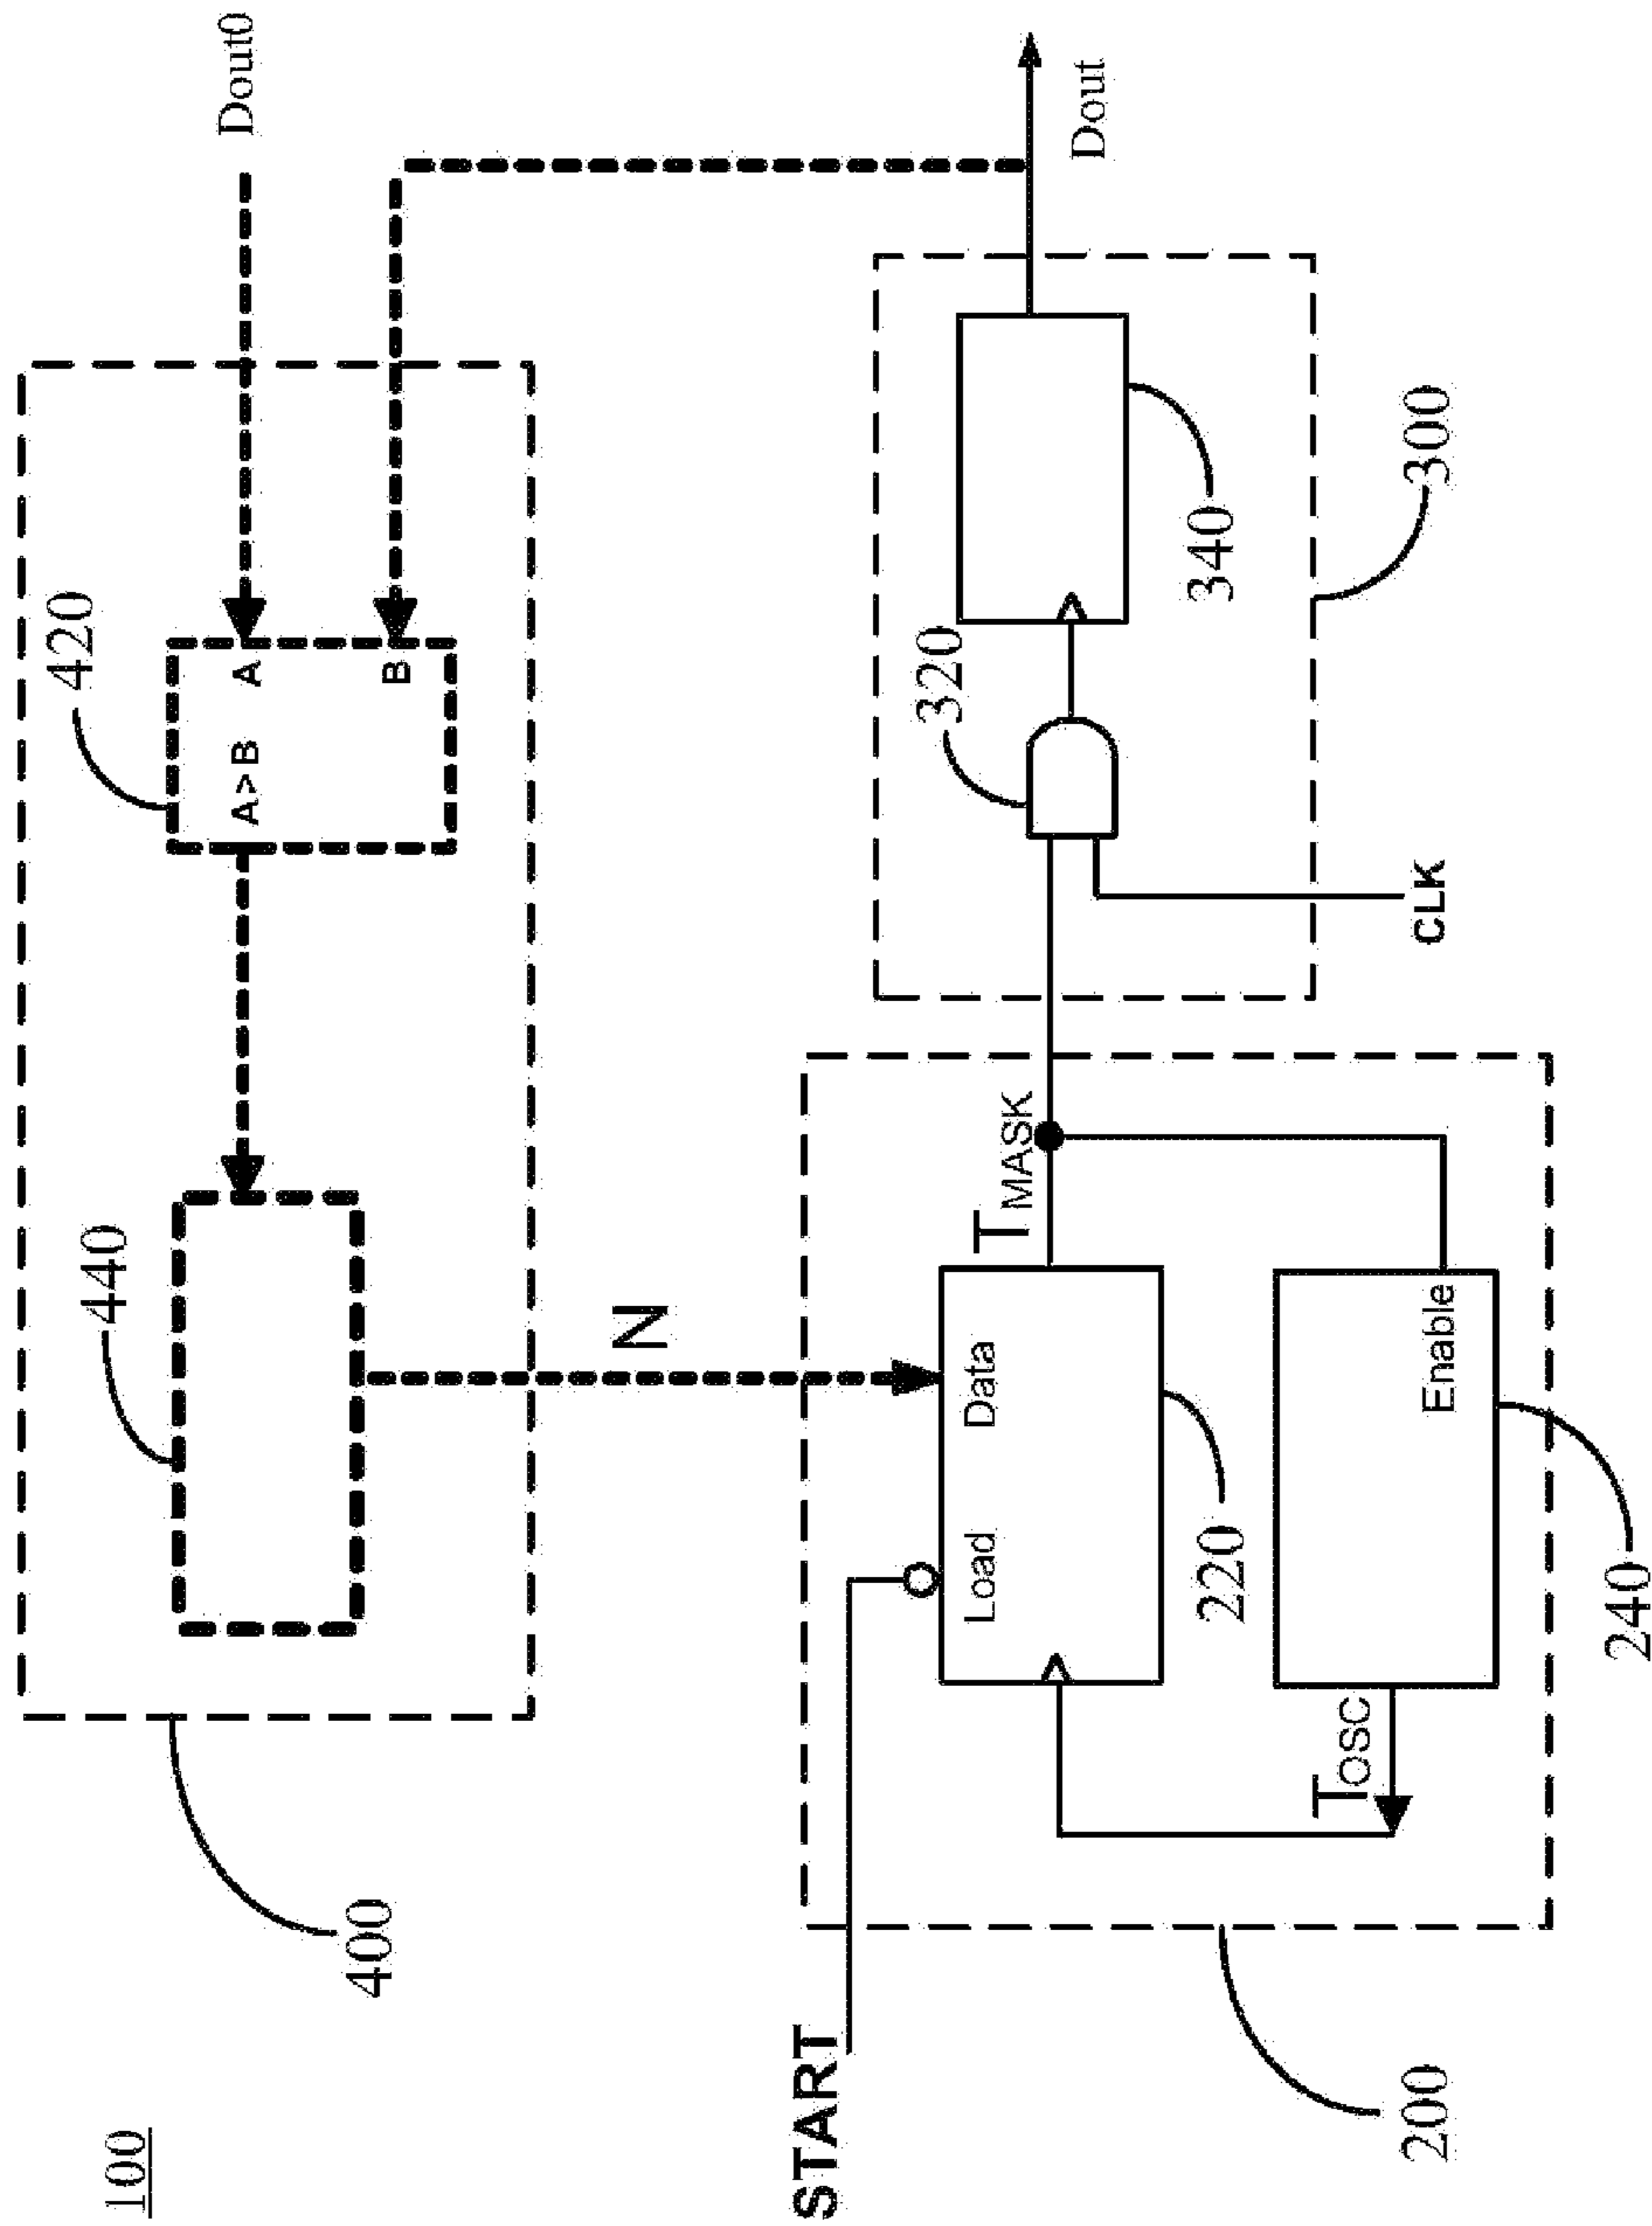 100
400
440
420
Dout0
A>B
A
B
N
START
Load
Data
TMASK
220
TOSC
Enable
240
200
320
340
CLK
300
Dout